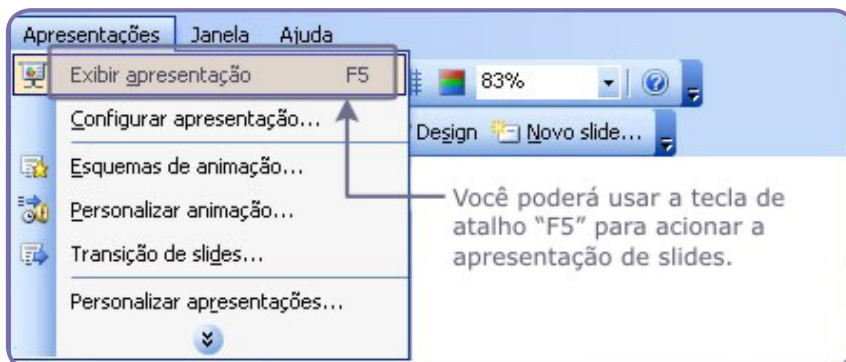 Apresentações Janela Ajuda
Exibir apresentação F5
83%
Configurar apresentação...
Design Novo slide...
Esquemas de animação...
Personalizar animação...
Transição de slides...
Personalizar apresentações...
Você poderá usar a tecla de
atalho “F5” para acionar a
apresentação de slides.